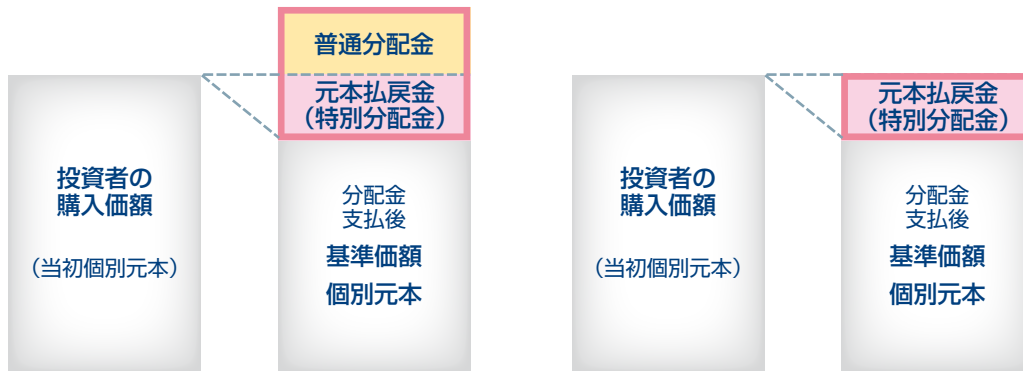 普通分配金
元本払戻金
（特別分配金）
投資者の
購入価額
（当初個別元本）
分配金
支払後
基準価額
個別元本
元本払戻金
（特別分配金）
投資者の
購入価額
（当初個別元本）
分配金
支払後
基準価額
個別元本